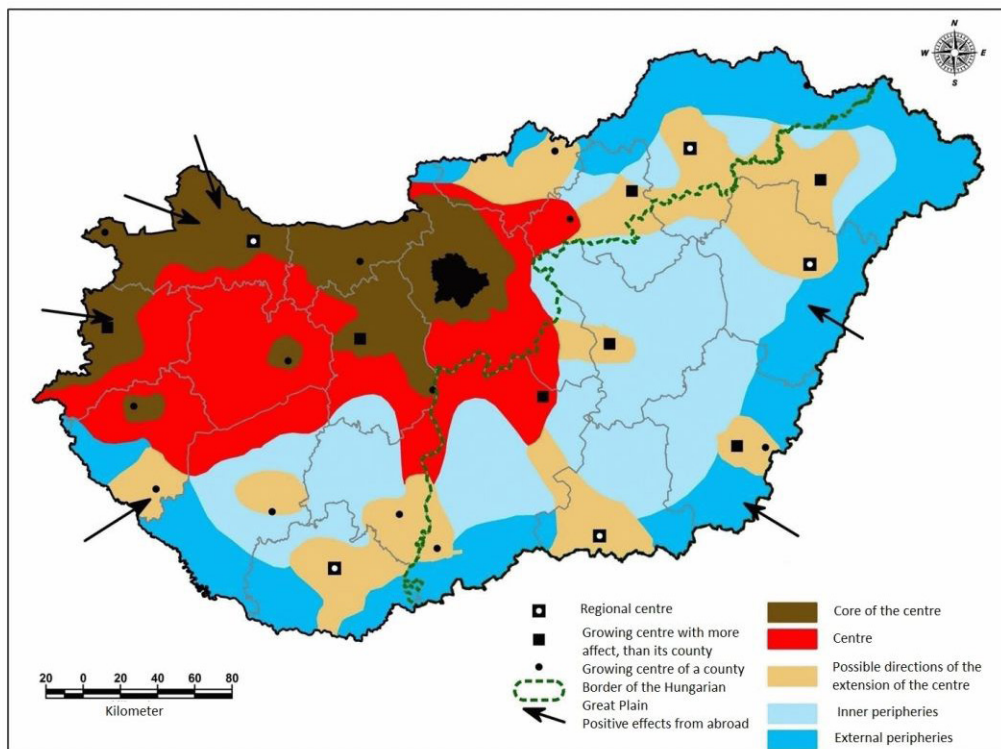 N
W E
S
Regional centre
Growing centre with more
affect, than its county
Growing centre of a county
Border of the Hungarian
Great Plain
Positive effects from abroad
Core of the centre
Centre
Possible directions of the
extension of the centre
Inner peripheries
External peripheries
20 10 0 20 40 60 80
Kilometer